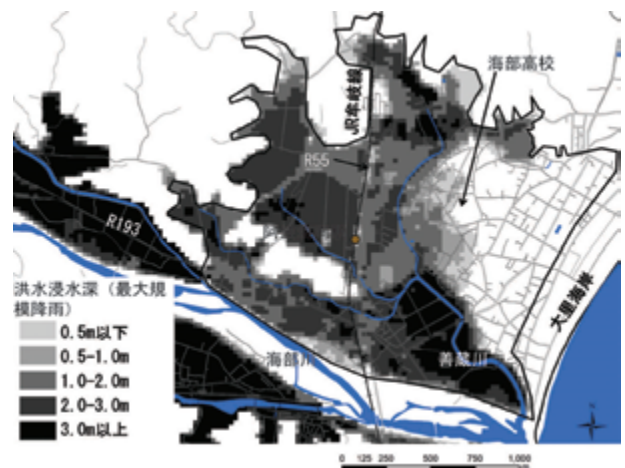 海部高校
JR牟岐線
R55
R193
大里海岸
洪水浸水深（最大規
模降雨）
0.5m以下
0.5-1.0m
1.0-2.0m
2.0-3.0m
3.0m以上
海部川
善蔵川
N
0 125 250 500 750 1,000